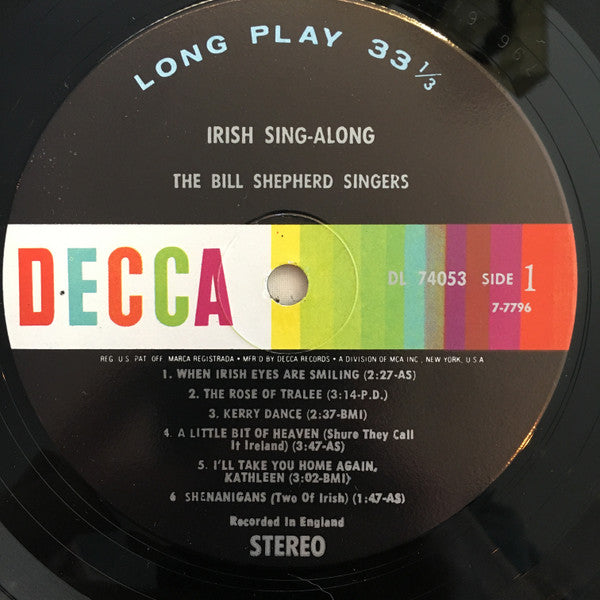 LONG PLAY 33 1/3
IRISH SING-ALONG
THE BILL SHEPHERD SINGERS
DECCA
DL 74053 SIDE 1
7-7796
REG. U.S. PAT. OFF. MARCA REGISTRADA • MFR'D BY DECCA RECORDS • A DIVISION OF MCA INC., NEW YORK, U.S.A
1. WHEN IRISH EYES ARE SMILING (2:27-AS)
2. THE ROSE OF TRALEE (3:14-P.D.)
3. KERRY DANCE (2:37-BMI)
4. A LITTLE BIT OF HEAVEN (Shure They Call
It Ireland) (3:47-AS)
5. I'LL TAKE YOU HOME AGAIN,
KATHLEEN (3:02-BMI)
6 SHENANIGANS (Two Of Irish) (1:47-AS)
Recorded In England
STEREO